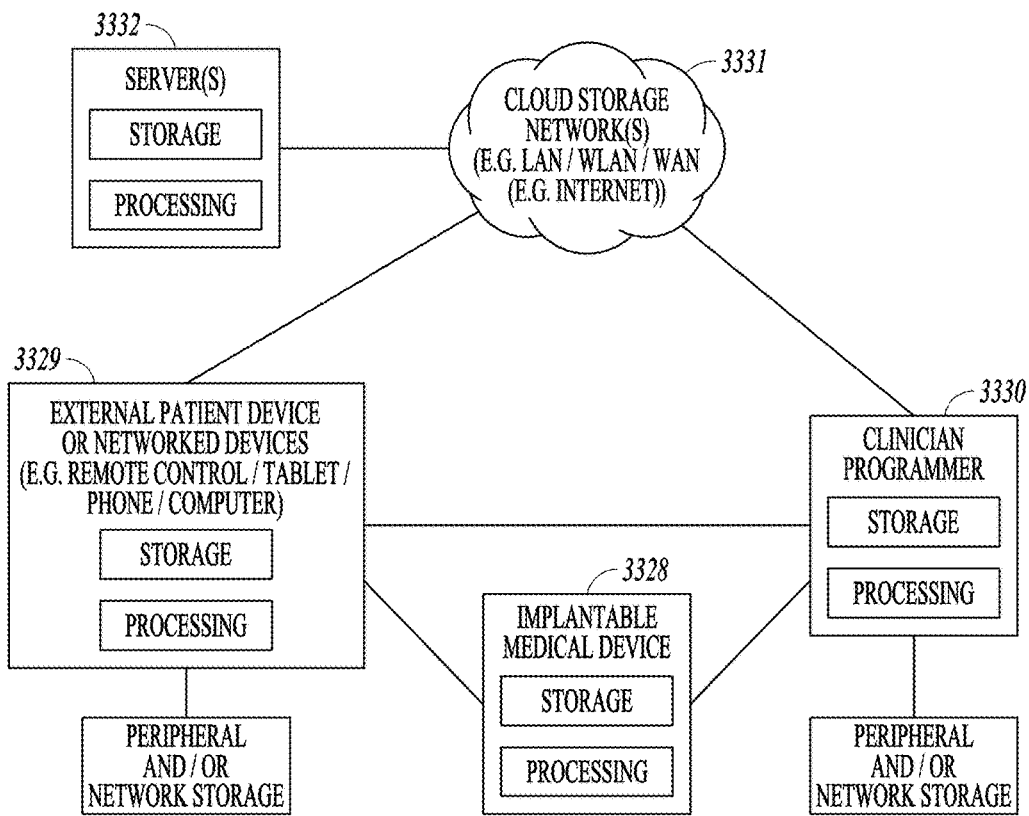 3332
SERVER(S)
STORAGE
PROCESSING
3331
CLOUD STORAGE
NETWORK(S)
(E.G. LAN / WLAN / WAN
(E.G. INTERNET))
3329
EXTERNAL PATIENT DEVICE
OR NETWORKED DEVICES
(E.G. REMOTE CONTROL / TABLET /
PHONE / COMPUTER)
STORAGE
PROCESSING
3330
CLINICIAN
PROGRAMMER
STORAGE
PROCESSING
3328
IMPLANTABLE
MEDICAL DEVICE
STORAGE
PROCESSING
PERIPHERAL
AND / OR
NETWORK STORAGE
PERIPHERAL
AND / OR
NETWORK STORAGE